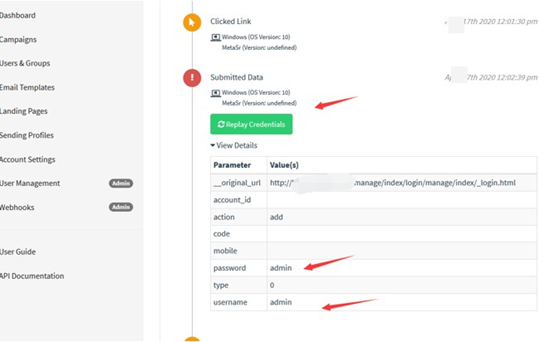 Dashboard
Campaigns
Users & Groups
Email Templates
Landing Pages
Sending Profiles
Account Settings
User Management Admin
Webhooks Admin
User Guide
API Documentation
Clicked Link
17th 2020 12:01:30 pm
Windows (OS Version: 10)
MetaSr (Version: undefined)
!
Submitted Data
Ap 7th 2020 12:02:39 pm
Windows (OS Version: 10)
MetaSr (Version: undefined)
Replay Credentials
View Details
Parameter Value(s)
__original_url http:// manage/index/login/manage/index/_login.html
account_id
action add
code
mobile
password admin
type 0
username admin